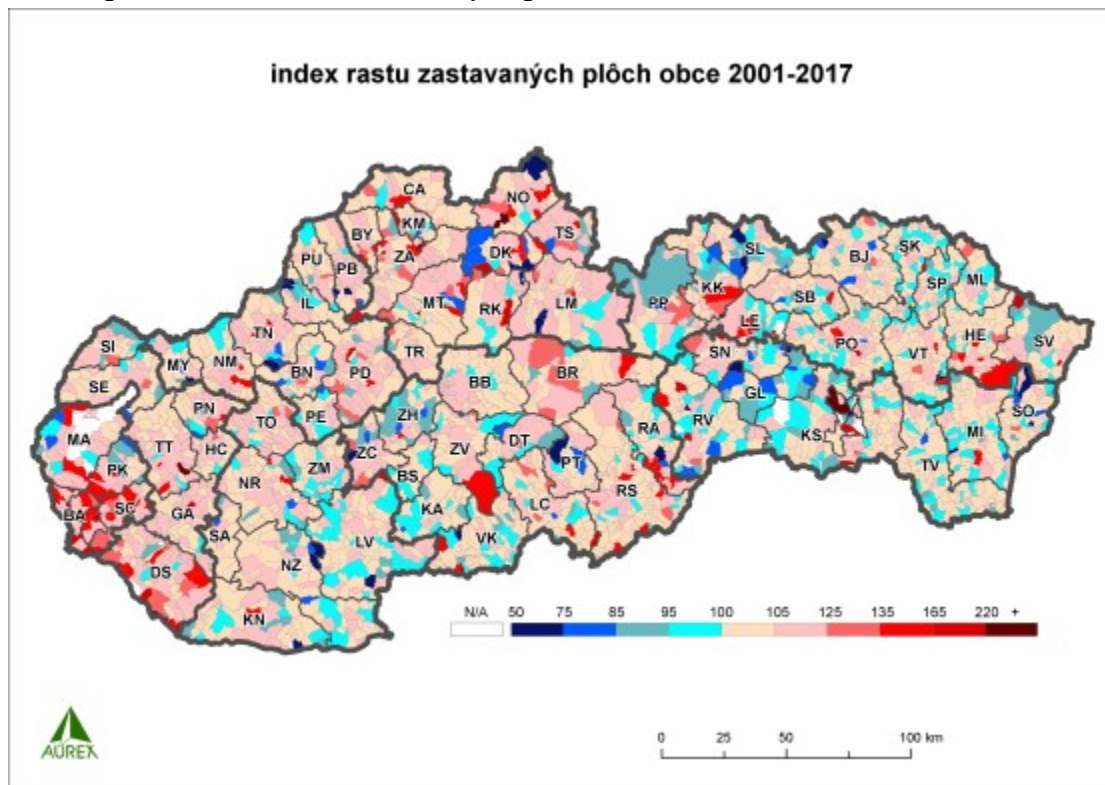 index rastu zastavaných plôch obce 2001-2017
CA
NO
BY
KM
TS
ZA
DK
PU
PB
SL
BJ
SK
IL
MT
RK
LM
PP
KK
SP
ML
SB
TN
LE
SI
TR
PO
VT
HE
SV
MY
NM
BN
PD
BB
BR
SN
SE
PN
TO
PE
ZH
RV
GL
SO
MA
TT
HC
DT
RA
KS
MI
ZC
ZV
PK
ZM
BS
PT
TV
NR
KA
LC
RS
BA
SC
GA
SA
LV
VK
DS
NZ
KN
N/A 50 75 85 95 100 105 125 135 165 220 +
AUREX
0 25 50 100 km